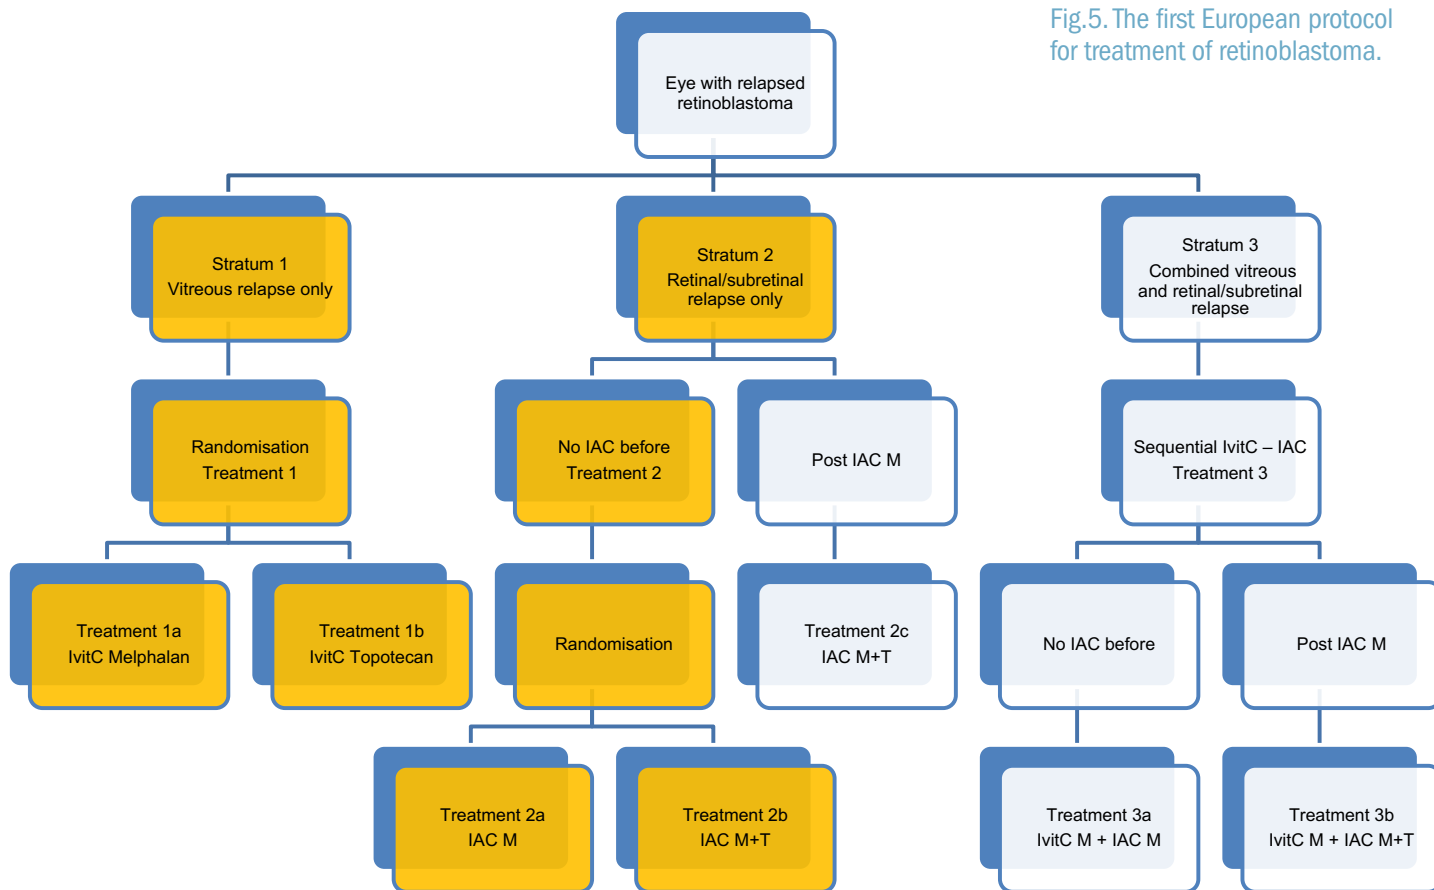 Fig.5. The first European protocol
for treatment of retinoblastoma.
Eye with relapsed
retinoblastoma
Stratum 1
Vitreous relapse only
Stratum 2
Retinal/subretinal
relapse only
Stratum 3
Combined vitreous
and retinal/subretinal
relapse
Randomisation
Treatment 1
No IAC before
Treatment 2
Post IAC M
Sequential IvitC – IAC
Treatment 3
Treatment 1a
IvitC Melphalan
Treatment 1b
IvitC Topotecan
Randomisation
Treatment 2c
IAC M+T
No IAC before
Post IAC M
Treatment 2a
IAC M
Treatment 2b
IAC M+T
Treatment 3a
IvitC M + IAC M
Treatment 3b
IvitC M + IAC M+T